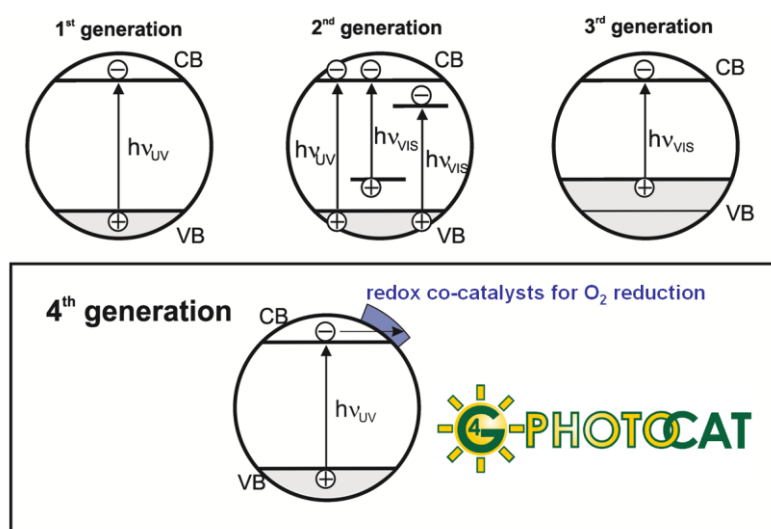 1st generation
2nd generation
3rd generation
CB
CB
CB
hνUV
hνUV
hνVIS
hνVIS
hνVIS
VB
VB
VB
4th generation
redox co-catalysts for O2 reduction
CB
hνUV
VB
4G-PHOTOCAT